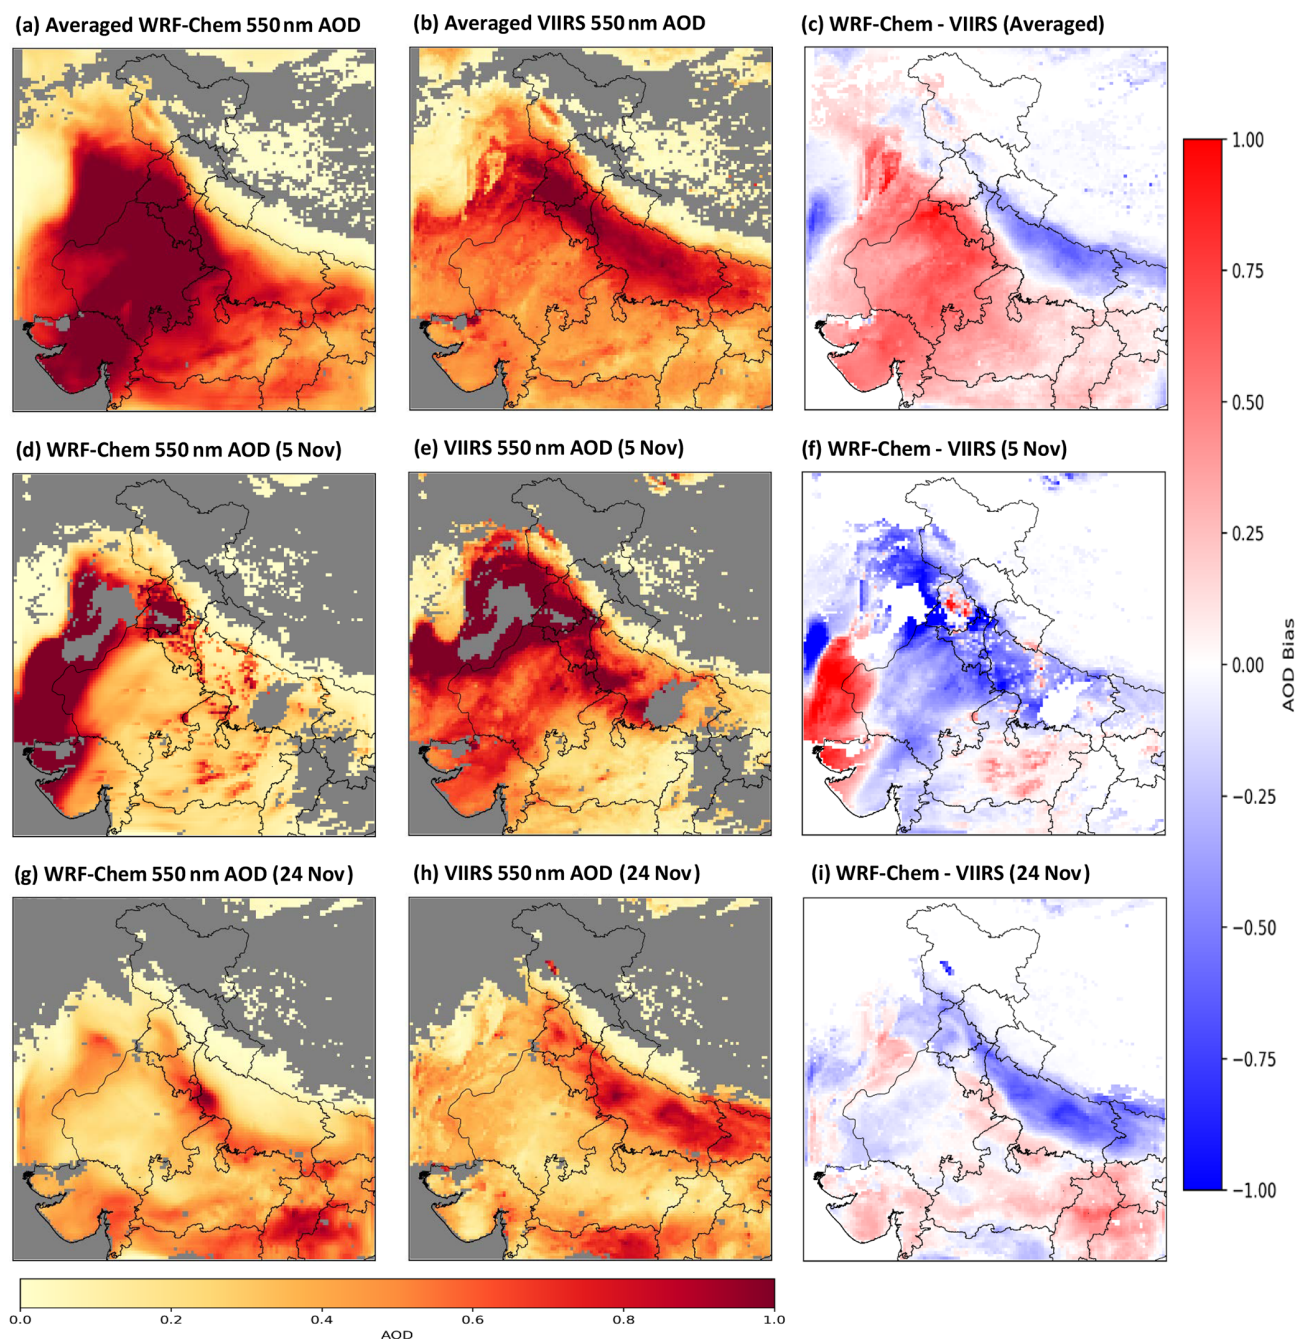 (a) Averaged WRF-Chem 550 nm AOD
(b) Averaged VIIRS 550 nm AOD
(c) WRF-Chem - VIIRS (Averaged)
(d) WRF-Chem 550 nm AOD (5 Nov)
(e) VIIRS 550 nm AOD (5 Nov)
(f) WRF-Chem - VIIRS (5 Nov)
(g) WRF-Chem 550 nm AOD (24 Nov)
(h) VIIRS 550 nm AOD (24 Nov)
(i) WRF-Chem - VIIRS (24 Nov)
1.00
0.75
0.50
0.25
0.00
−0.25
−0.50
−0.75
−1.00
AOD Bias
0.0 0.2 0.4 0.6 0.8 1.0
AOD